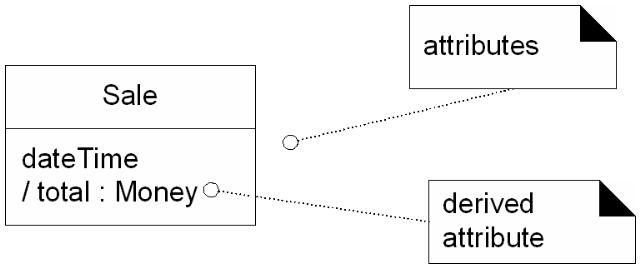 attributes
Sale
dateTime
/ total : Money
derived
attribute